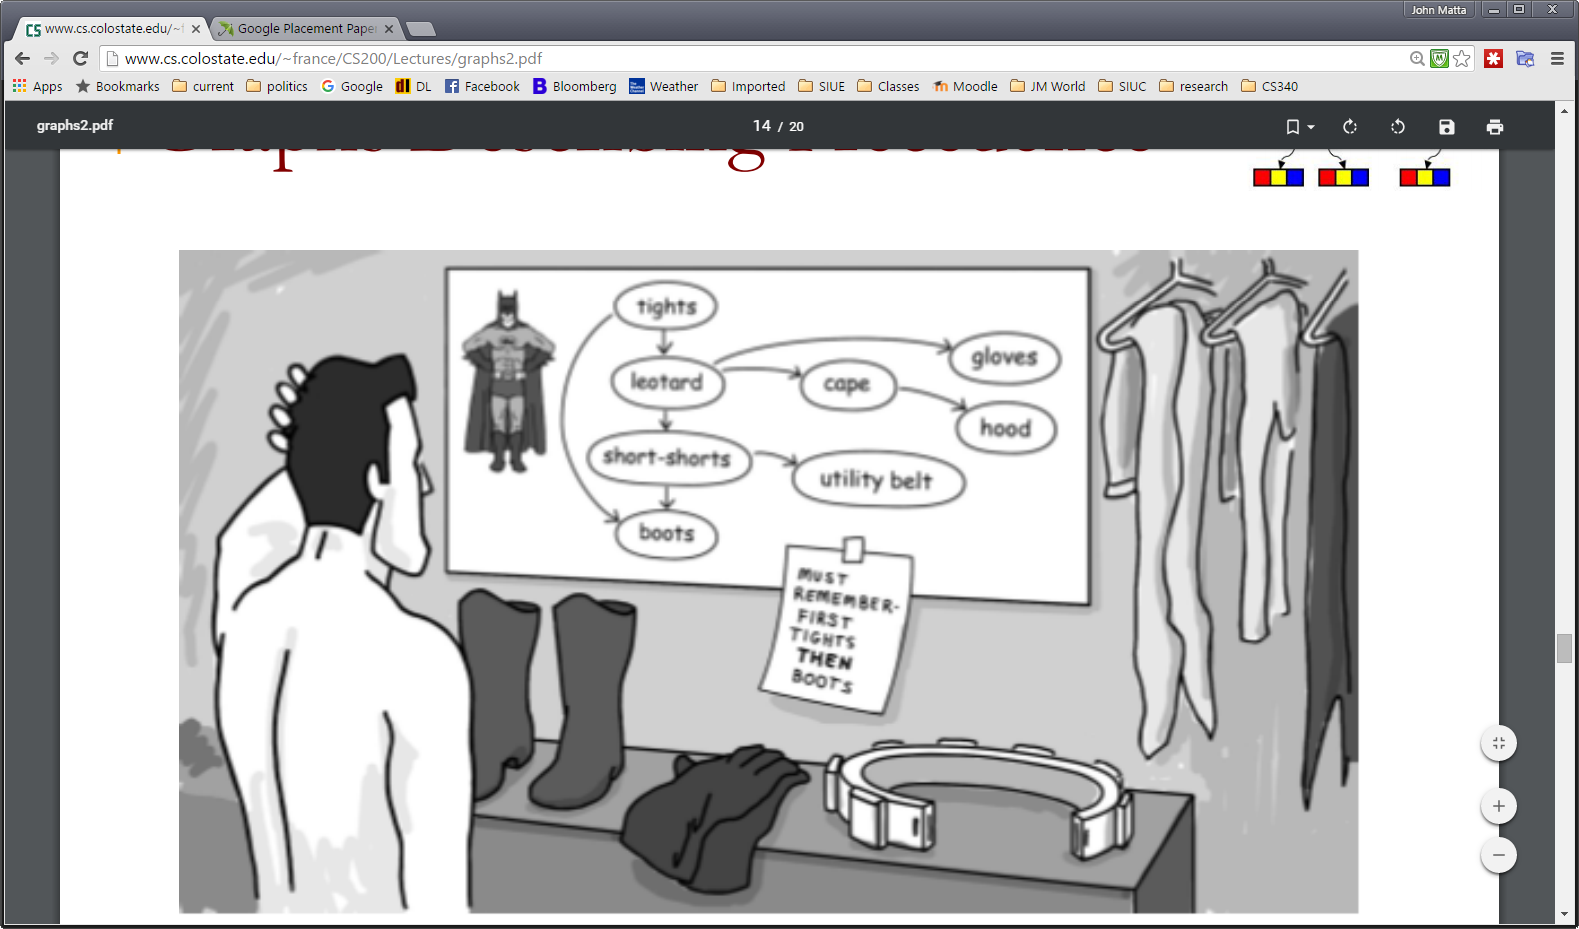 John Matta
CS www.cs.colostate.edu/~f
Google Placement Pape
www.cs.colostate.edu/~france/CS200/Lectures/graphs2.pdf
Apps Bookmarks current politics G Google dl DL f Facebook B Bloomberg Weather Imported SIUE Classes m Moodle JM World SIUC research CS340
graphs2.pdf
14 / 20
tights
gloves
leotard
cape
hood
short-shorts
utility belt
boots
MUST
REMEMBER-
FIRST
TIGHTS
THEN
BOOTS